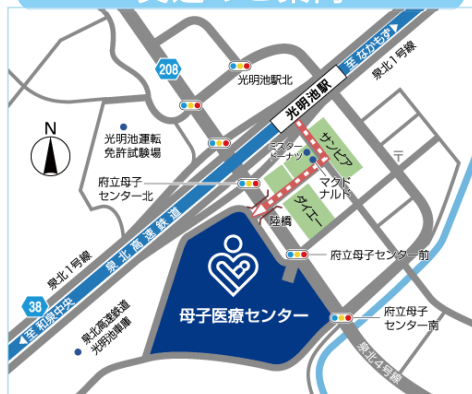 交通のご案内
至なかもず
泉北1号線
208
光明池駅北
光明池駅
N
光明池運転
免許試験場
ミスター
ドーナツ
サンピア
〒
マクド
ナルド
府立母子
センター北
ダイエー
陸橋
泉北高速鉄道
泉北1号線
府立母子センター前
38
至和泉中央
母子医療センター
府立母子
センター南
泉北高速鉄道
光明池車庫
泉北4号線